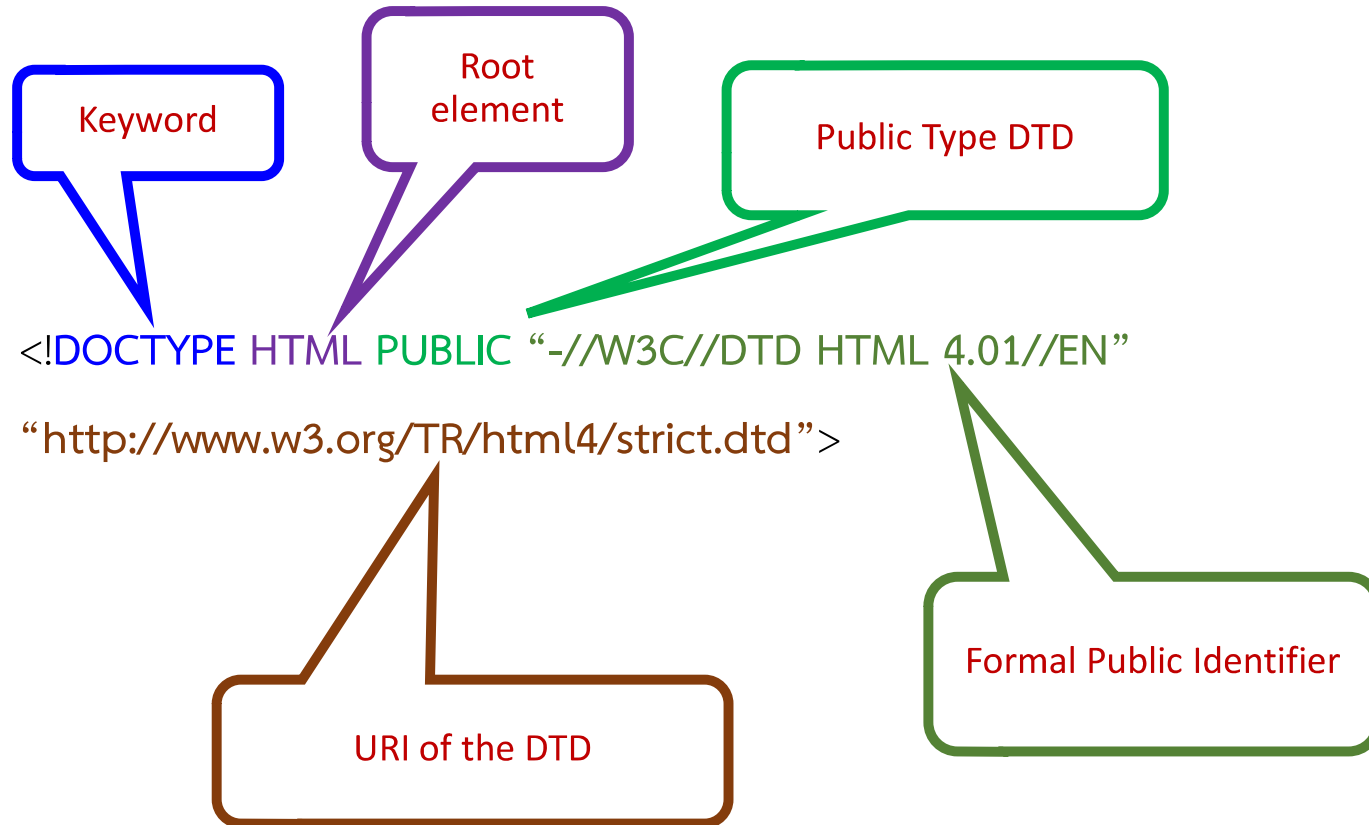 Root
element
Keyword
Public Type DTD
<!DOCTYPE HTML PUBLIC “-//W3C//DTD HTML 4.01//EN”
“http://www.w3.org/TR/html4/strict.dtd”>
Formal Public Identifier
URI of the DTD